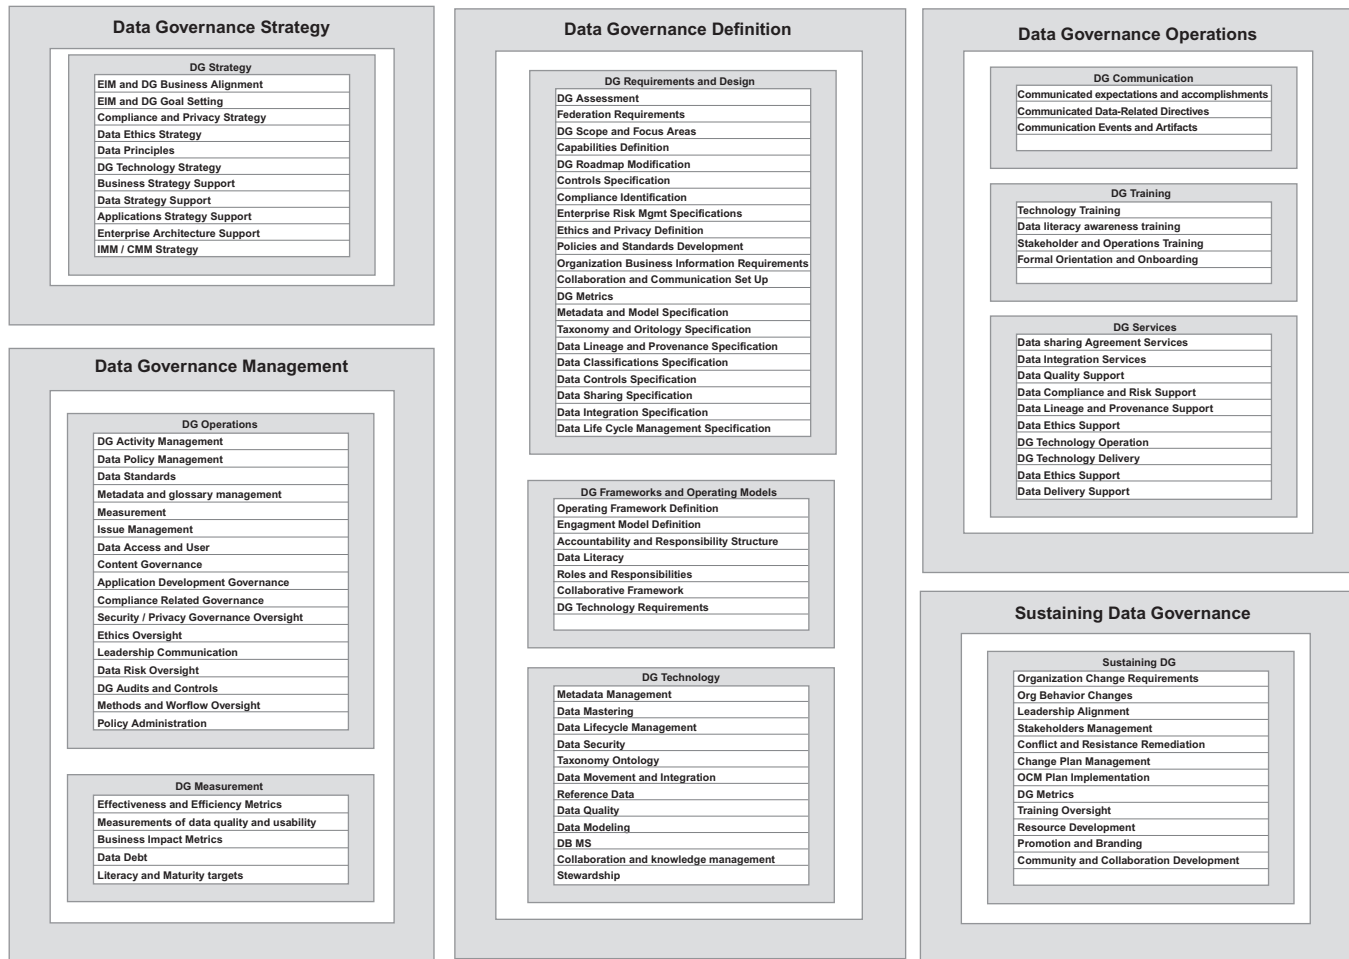 Data Governance Strategy
DG Strategy
EIM and DG Business Alignment
EIM and DG Goal Setting
Compliance and Privacy Strategy
Data Ethics Strategy
Data Principles
DG Technology Strategy
Business Strategy Support
Data Strategy Support
Applications Strategy Support
Enterprise Architecture Support
IMM / CMM Strategy
Data Governance Management
DG Operations
DG Activity Management
Data Policy Management
Data Standards
Metadata and glossary management
Measurement
Issue Management
Data Access and User
Content Governance
Application Development Governance
Compliance Related Governance
Security / Privacy Governance Oversight
Ethics Oversight
Leadership Communication
Data Risk Oversight
DG Audits and Controls
Methods and Worflow Oversight
Policy Administration
DG Measurement
Effectiveness and Efficiency Metrics
Measurements of data quality and usability
Business Impact Metrics
Data Debt
Literacy and Maturity targets
Data Governance Definition
DG Requirements and Design
DG Assessment
Federation Requirements
DG Scope and Focus Areas
Capabilities Definition
DG Roadmap Modification
Controls Specification
Compliance Identification
Enterprise Risk Mgmt Specifications
Ethics and Privacy Definition
Policies and Standards Development
Organization Business Information Requirements
Collaboration and Communication Set Up
DG Metrics
Metadata and Model Specification
Taxonomy and Oritology Specification
Data Lineage and Provenance Specification
Data Classifications Specification
Data Controls Specification
Data Sharing Specification
Data Integration Specification
Data Life Cycle Management Specification
DG Frameworks and Operating Models
Operating Framework Definition
Engagment Model Definition
Accountability and Responsibility Structure
Data Literacy
Roles and Responsibilities
Collaborative Framework
DG Technology Requirements
DG Technology
Metadata Management
Data Mastering
Data Lifecycle Management
Data Security
Taxonomy Ontology
Data Movement and Integration
Reference Data
Data Quality
Data Modeling
DB MS
Collaboration and knowledge management
Stewardship
Data Governance Operations
DG Communication
Communicated expectations and accomplishments
Communicated Data-Related Directives
Communication Events and Artifacts
DG Training
Technology Training
Data literacy awareness training
Stakeholder and Operations Training
Formal Orientation and Onboarding
DG Services
Data sharing Agreement Services
Data Integration Services
Data Quality Support
Data Compliance and Risk Support
Data Lineage and Provenance Support
Data Ethics Support
DG Technology Operation
DG Technology Delivery
Data Ethics Support
Data Delivery Support
Sustaining Data Governance
Sustaining DG
Organization Change Requirements
Org Behavior Changes
Leadership Alignment
Stakeholders Management
Conflict and Resistance Remediation
Change Plan Management
OCM Plan Implementation
DG Metrics
Training Oversight
Resource Development
Promotion and Branding
Community and Collaboration Development